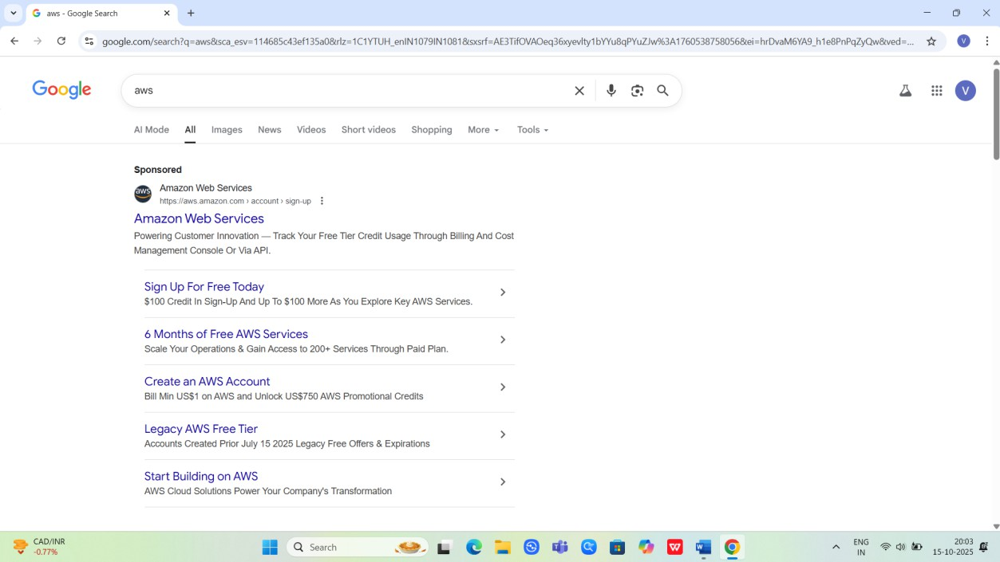 aws - Google Search
google.com/search?q=aws&sca_esv=114685c43ef135a0&rlz=1C1YTUH_enIN1079IN1081&sxsrf=AE3TifOVAOeq36xyevlty1bYYu8qPYuZJw%3A1760538758056&ei=hrDvaM6YA9_h1e8PnPqZyQw&ved=...
V
Google
aws
V
AI Mode All Images News Videos Short videos Shopping More Tools
Sponsored
aws
Amazon Web Services
https://aws.amazon.com › account › sign-up
Amazon Web Services
Powering Customer Innovation — Track Your Free Tier Credit Usage Through Billing And Cost
Management Console Or Via API.
Sign Up For Free Today
$100 Credit In Sign-Up And Up To $100 More As You Explore Key AWS Services.
6 Months of Free AWS Services
Scale Your Operations & Gain Access to 200+ Services Through Paid Plan.
Create an AWS Account
Bill Min US$1 on AWS and Unlock US$750 AWS Promotional Credits
Legacy AWS Free Tier
Accounts Created Prior July 15 2025 Legacy Free Offers & Expirations
Start Building on AWS
AWS Cloud Solutions Power Your Company's Transformation
CAD/INR
-0.77%
Search
ENG
IN
20:03
15-10-2025